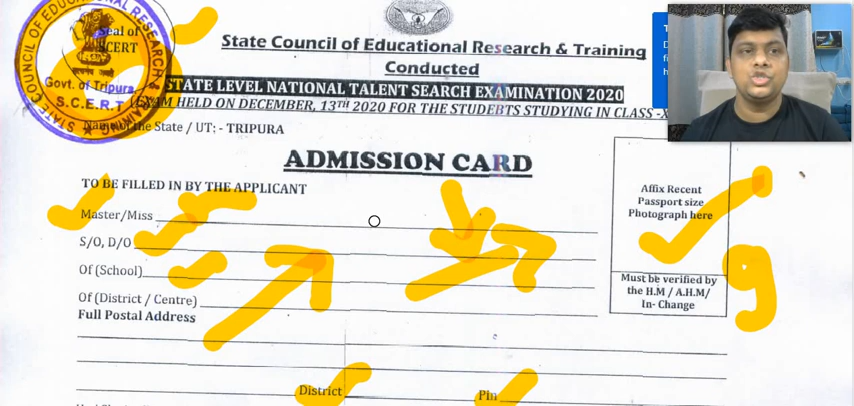 STATE COUNCIL OF EDUCATIONAL RESEARCH & TRAINING
Seal of
SCERT
Govt. of Tripura
S.C.E.R.T
State Council of Educational Research & Training
Conducted
STATE LEVEL NATIONAL TALENT SEARCH EXAMINATION 2020
(EXAM HELD ON DECEMBER, 13TH 2020 FOR THE STUDEBTS STUDYING IN CLASS -X
Name of the State / UT: - TRIPURA
ADMISSION CARD
TO BE FILLED IN BY THE APPLICANT
Master/Miss
S/O, D/O
Of (School)
Of (District / Centre)
Full Postal Address
District
Pin
Affix Recent
Passport size
Photograph here
Must be verified by
the H.M / A.H.M/
In- Change
9